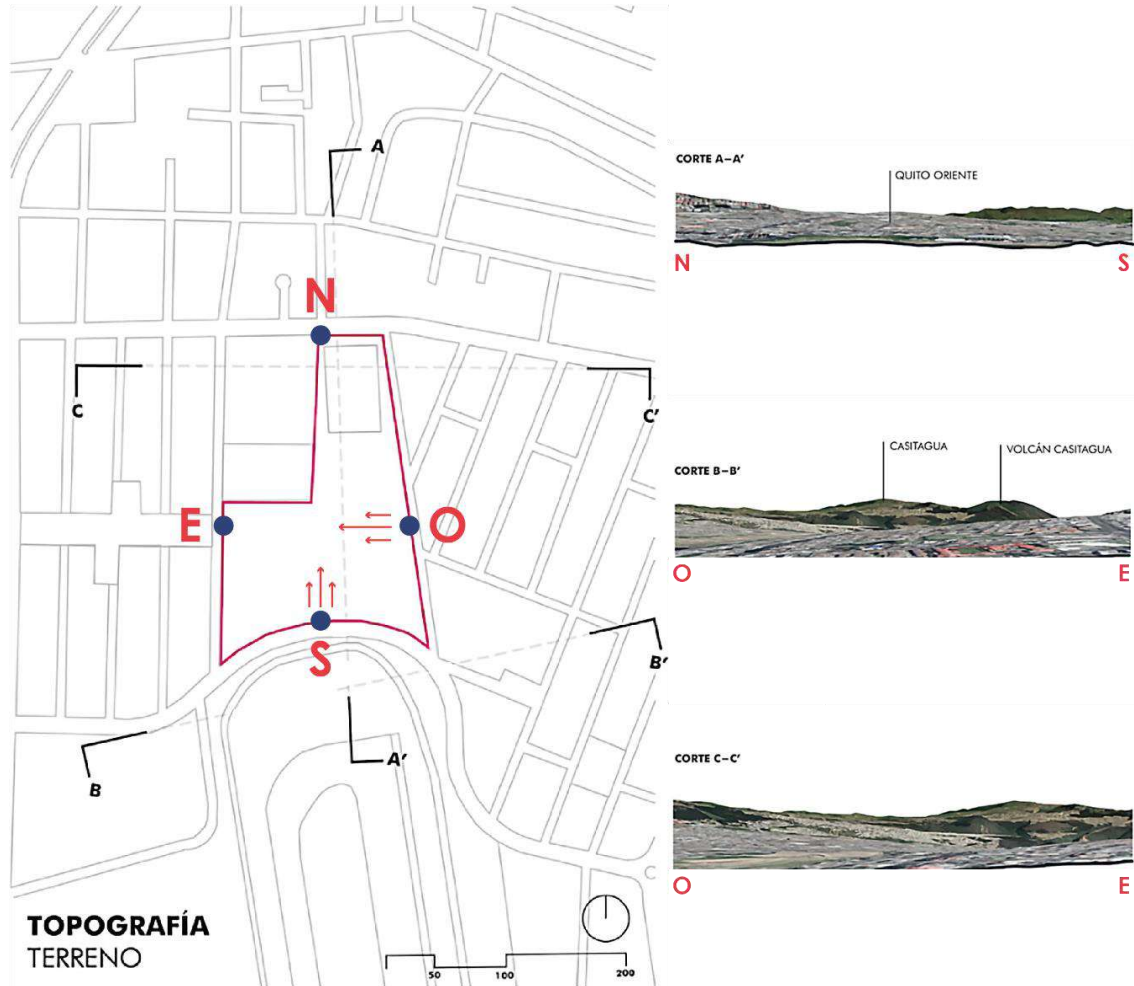 A
N
C
C'
E
O
S
B'
B
A'
TOPOGRAFÍA
TERRENO
50
100
200
CORTE A–A'
QUITO ORIENTE
N
S
CORTE B–B'
CASITAGUA
VOLCÁN CASITAGUA
O
E
CORTE C–C'
O
E